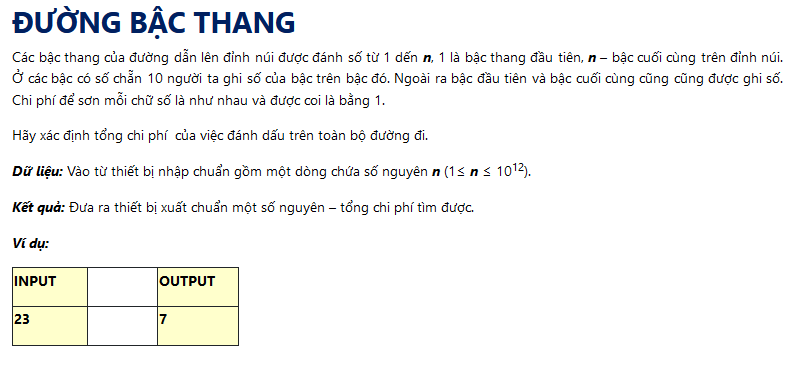 ĐƯỜNG BẬC THANG
Các bậc thang của đường dẫn lên đỉnh núi được đánh số từ 1 dến n, 1 là bậc thang đầu tiên, n – bậc cuối cùng trên đỉnh núi.
Ở các bậc có số chẵn 10 người ta ghi số của bậc trên bậc đó. Ngoài ra bậc đầu tiên và bậc cuối cùng cũng cũng được ghi số.
Chi phí để sơn mỗi chữ số là như nhau và được coi là bằng 1.
Hãy xác định tổng chi phí của việc đánh dấu trên toàn bộ đường đi.
Dữ liệu: Vào từ thiết bị nhập chuẩn gồm một dòng chứa số nguyên n (1≤ n ≤ 10¹²).
Kết quả: Đưa ra thiết bị xuất chuẩn một số nguyên – tổng chi phí tìm được.
Ví dụ:
INPUT OUTPUT
23 7